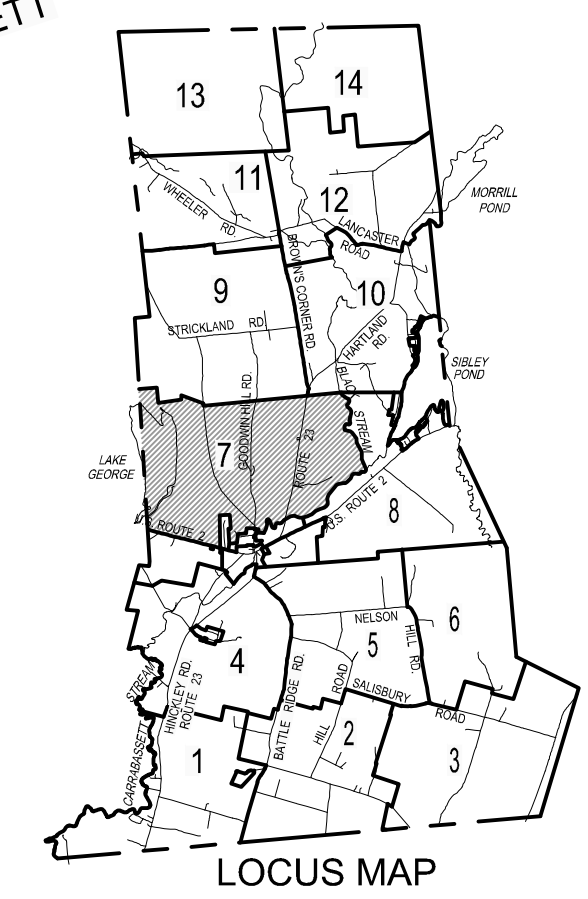 ETT
13
14
11
WHEELER RD.
12
MORRILL
POND
LANCASTER
ROAD
BROWN'S CORNER RD.
9
10
STRICKLAND RD.
HARTLAND
RD.
SIBLEY
POND
BLACK STREAM
GOODWIN HILL RD.
7
ROUTE 23
LAKE
GEORGE
U.S. ROUTE 2
8
U.S. ROUTE 2
NELSON
HILL RD.
6
5
4
HINCKLEY RD.
ROUTE 23
BATTLE RIDGE RD.
SALISBURY
ROAD
HILL ROAD
CARRABASSETT STREAM
2
1
3
LOCUS MAP